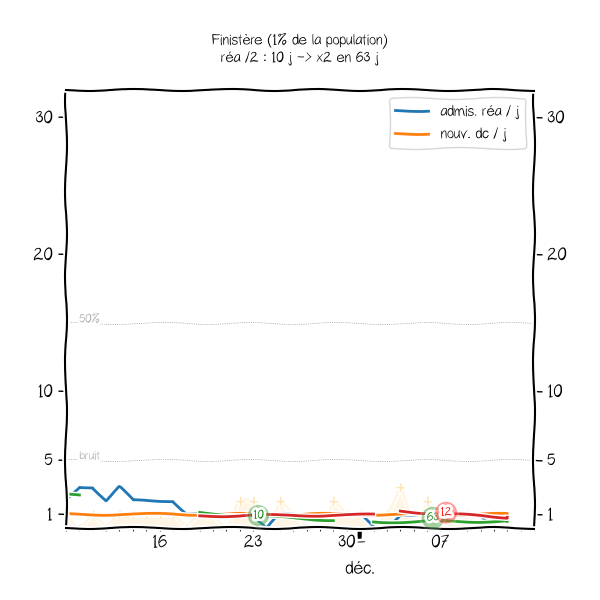 Finistère (1% de la population)
réa /2 : 10 j -> x2 en 63 j
admis. réa / j
nouv. dc / j
30 30
20 20
50%
10 10
bruit
5 5
1 1
10 63 12
16 23 30 07
déc.